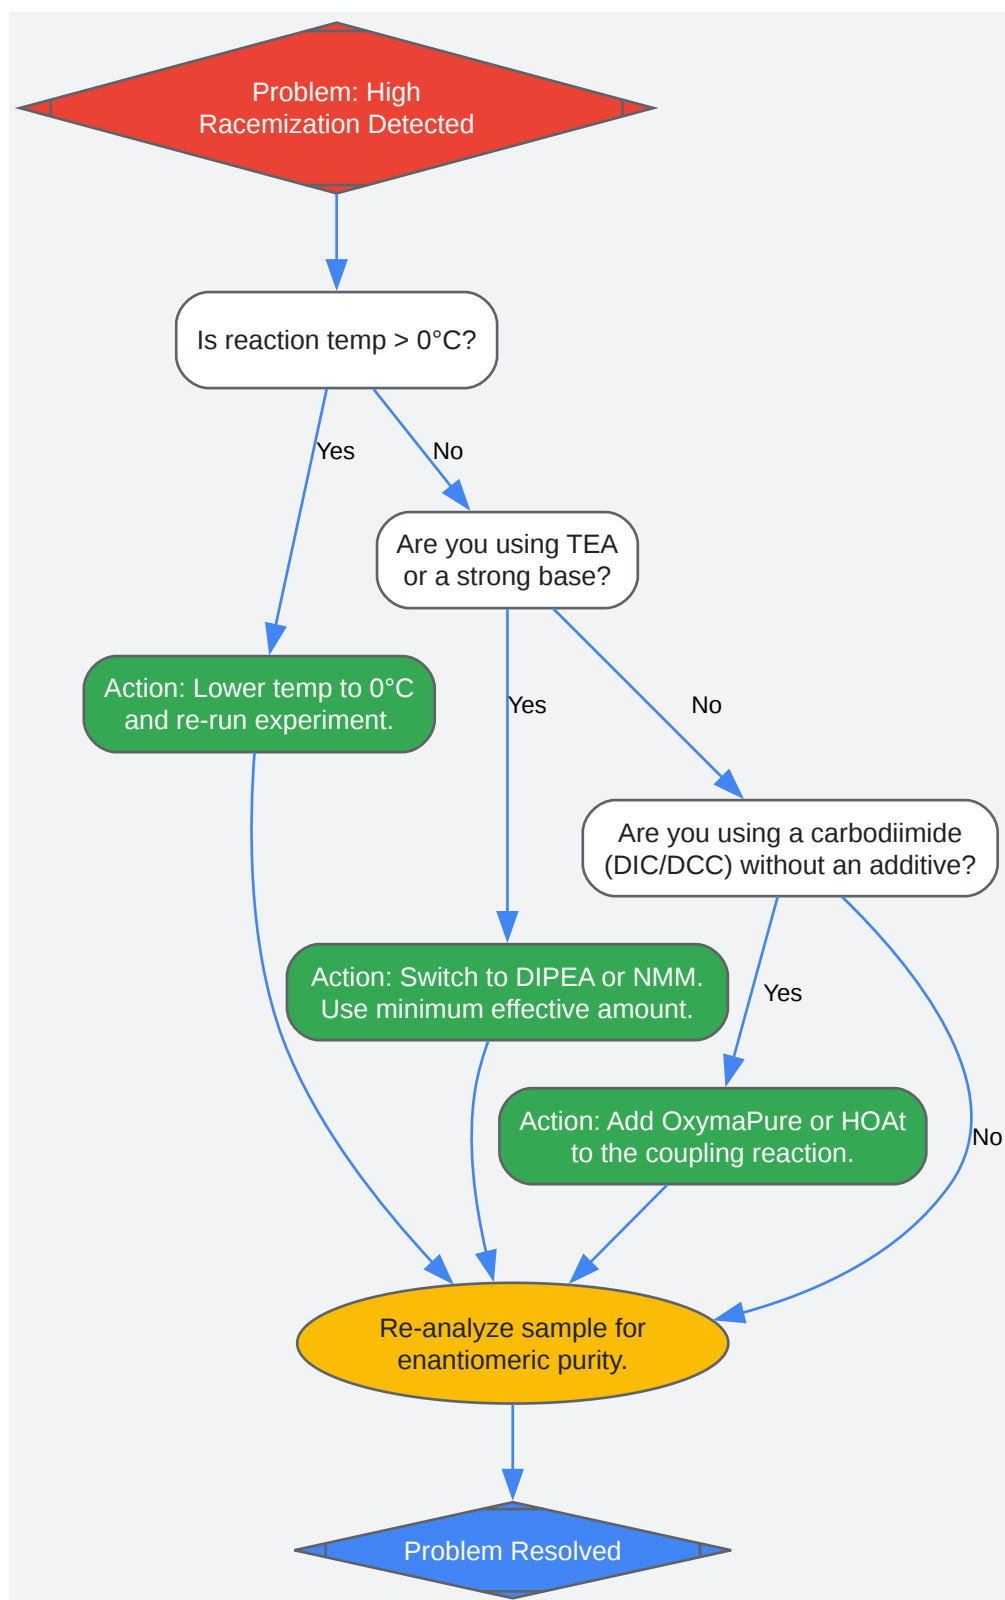 Problem: High
Racemization Detected
Is reaction temp > 0°C?
Yes
No
Are you using TEA
or a strong base?
Action: Lower temp to 0°C
and re-run experiment.
Yes
No
Are you using a carbodiimide
(DIC/DCC) without an additive?
Action: Switch to DIPEA or NMM.
Use minimum effective amount.
Yes
Action: Add OxymaPure or HOAt
to the coupling reaction.
No
Re-analyze sample for
enantiomeric purity.
Problem Resolved